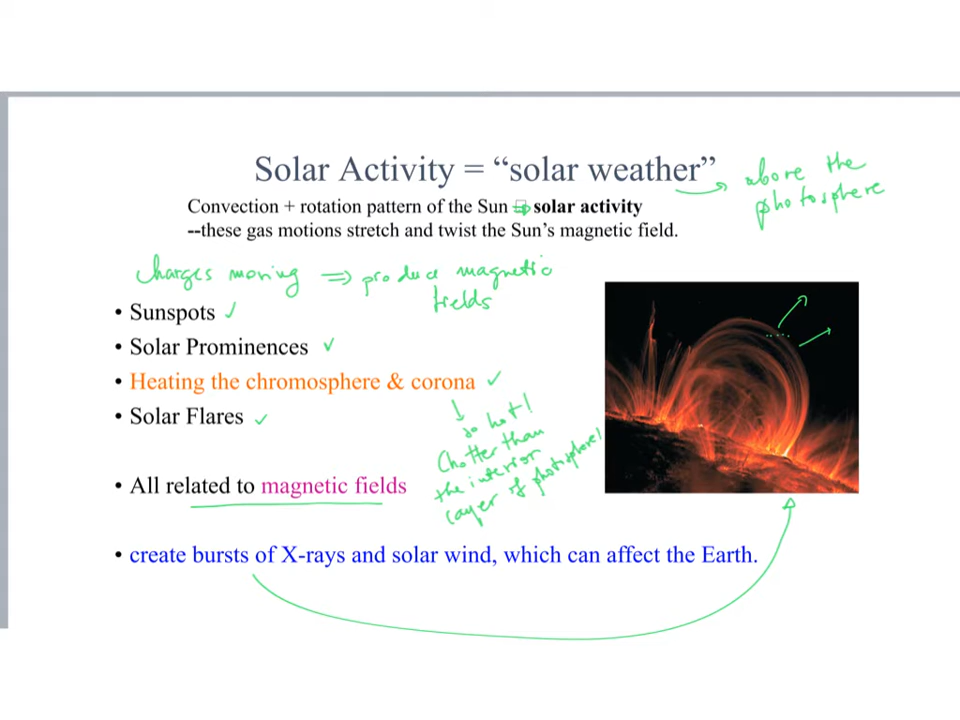 Solar Activity = “solar weather”
above the
photosphere
Convection + rotation pattern of the Sun ⇨ solar activity
--these gas motions stretch and twist the Sun’s magnetic field.
charges moving ⇒ produce magnetic
fields
• Sunspots ✓
• Solar Prominences ✓
• Heating the chromosphere & corona ✓
• Solar Flares ✓
so hot!
(hotter than
the interior
layer of photosphere!
• All related to magnetic fields
• create bursts of X-rays and solar wind, which can affect the Earth.